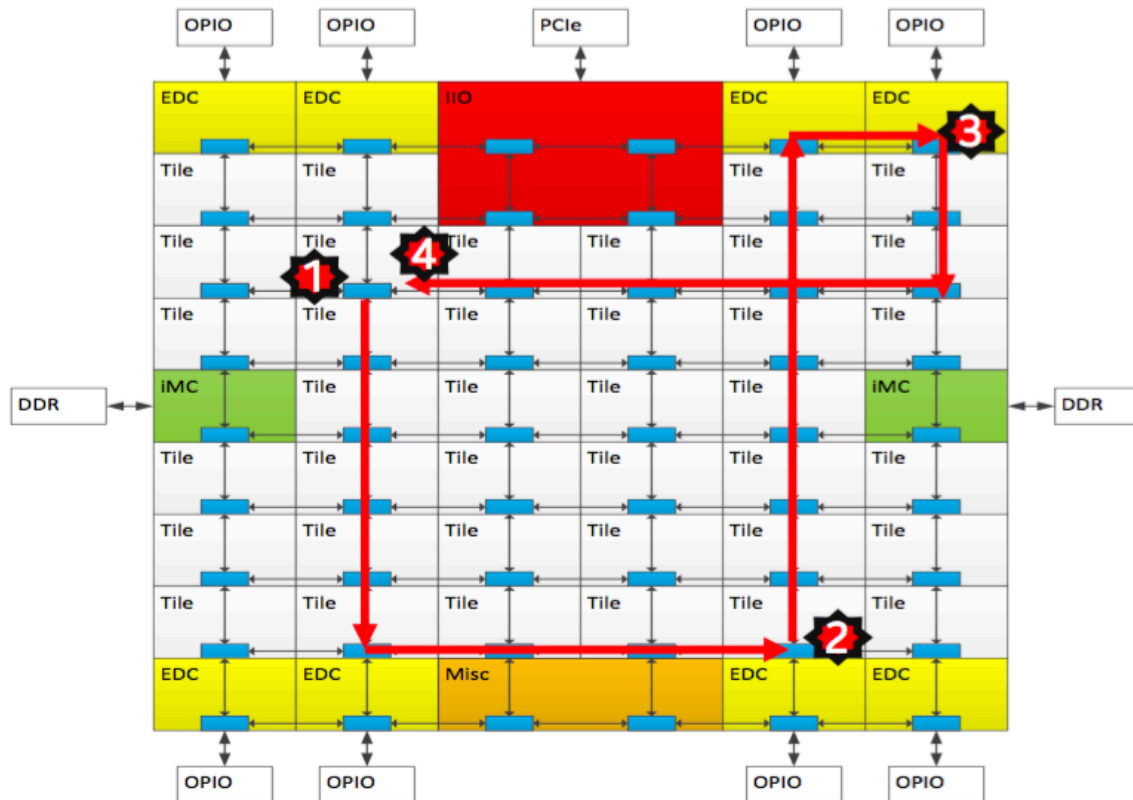 OPIO OPIO PCIe OPIO OPIO
EDC EDC IIO EDC EDC
3
Tile Tile Tile Tile
Tile Tile Tile Tile Tile Tile
1 4
Tile Tile Tile Tile Tile Tile
iMC Tile Tile Tile Tile iMC
DDR DDR
Tile Tile Tile Tile Tile Tile
Tile Tile Tile Tile Tile Tile
Tile Tile Tile Tile Tile Tile
2
EDC EDC Misc EDC EDC
OPIO OPIO OPIO OPIO